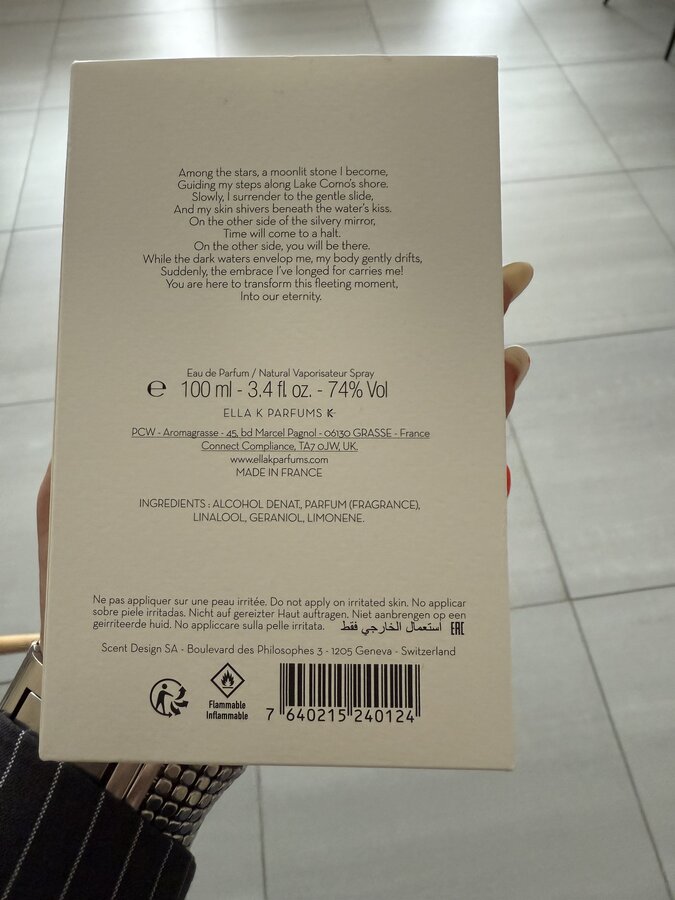 Among the stars, a moonlit stone I become,
Guiding my steps along Lake Como's shore.
Slowly, I surrender to the gentle slide,
And my skin shivers beneath the water's kiss.
On the other side of the silvery mirror,
Time will come to a halt.
On the other side, you will be there.
While the dark waters envelop me, my body gently drifts,
Suddenly, the embrace I've longed for carries me!
You are here to transform this fleeting moment,
Into our eternity.
Eau de Parfum / Natural Vaporisateur Spray
℮ 100 ml - 3,4 fl. oz. - 74% Vol
ELLA K PARFUMS K
PCW - Aromagrasse - 45, bd Marcel Pagnol - 06130 GRASSE - France
Connect Compliance, TA7 0JW, UK.
www.ellakparfums.com
MADE IN FRANCE
INGREDIENTS : ALCOHOL DENAT., PARFUM (FRAGRANCE),
LINALOOL, GERANIOL, LIMONENE.
Ne pas appliquer sur une peau irritée. Do not apply on irritated skin. No applicar
sobre piele irritadas. Nicht auf gereizter Haut auftragen. Niet aanbrengen op een
geirriteerde huid. No appliccare sulla pelle irritata. استعمال الخارجي فقط EAC
Scent Design SA - Boulevard des Philosophes 3 - 1205 Geneva - Switzerland
Flammable
Inflammable
7 640215 240124